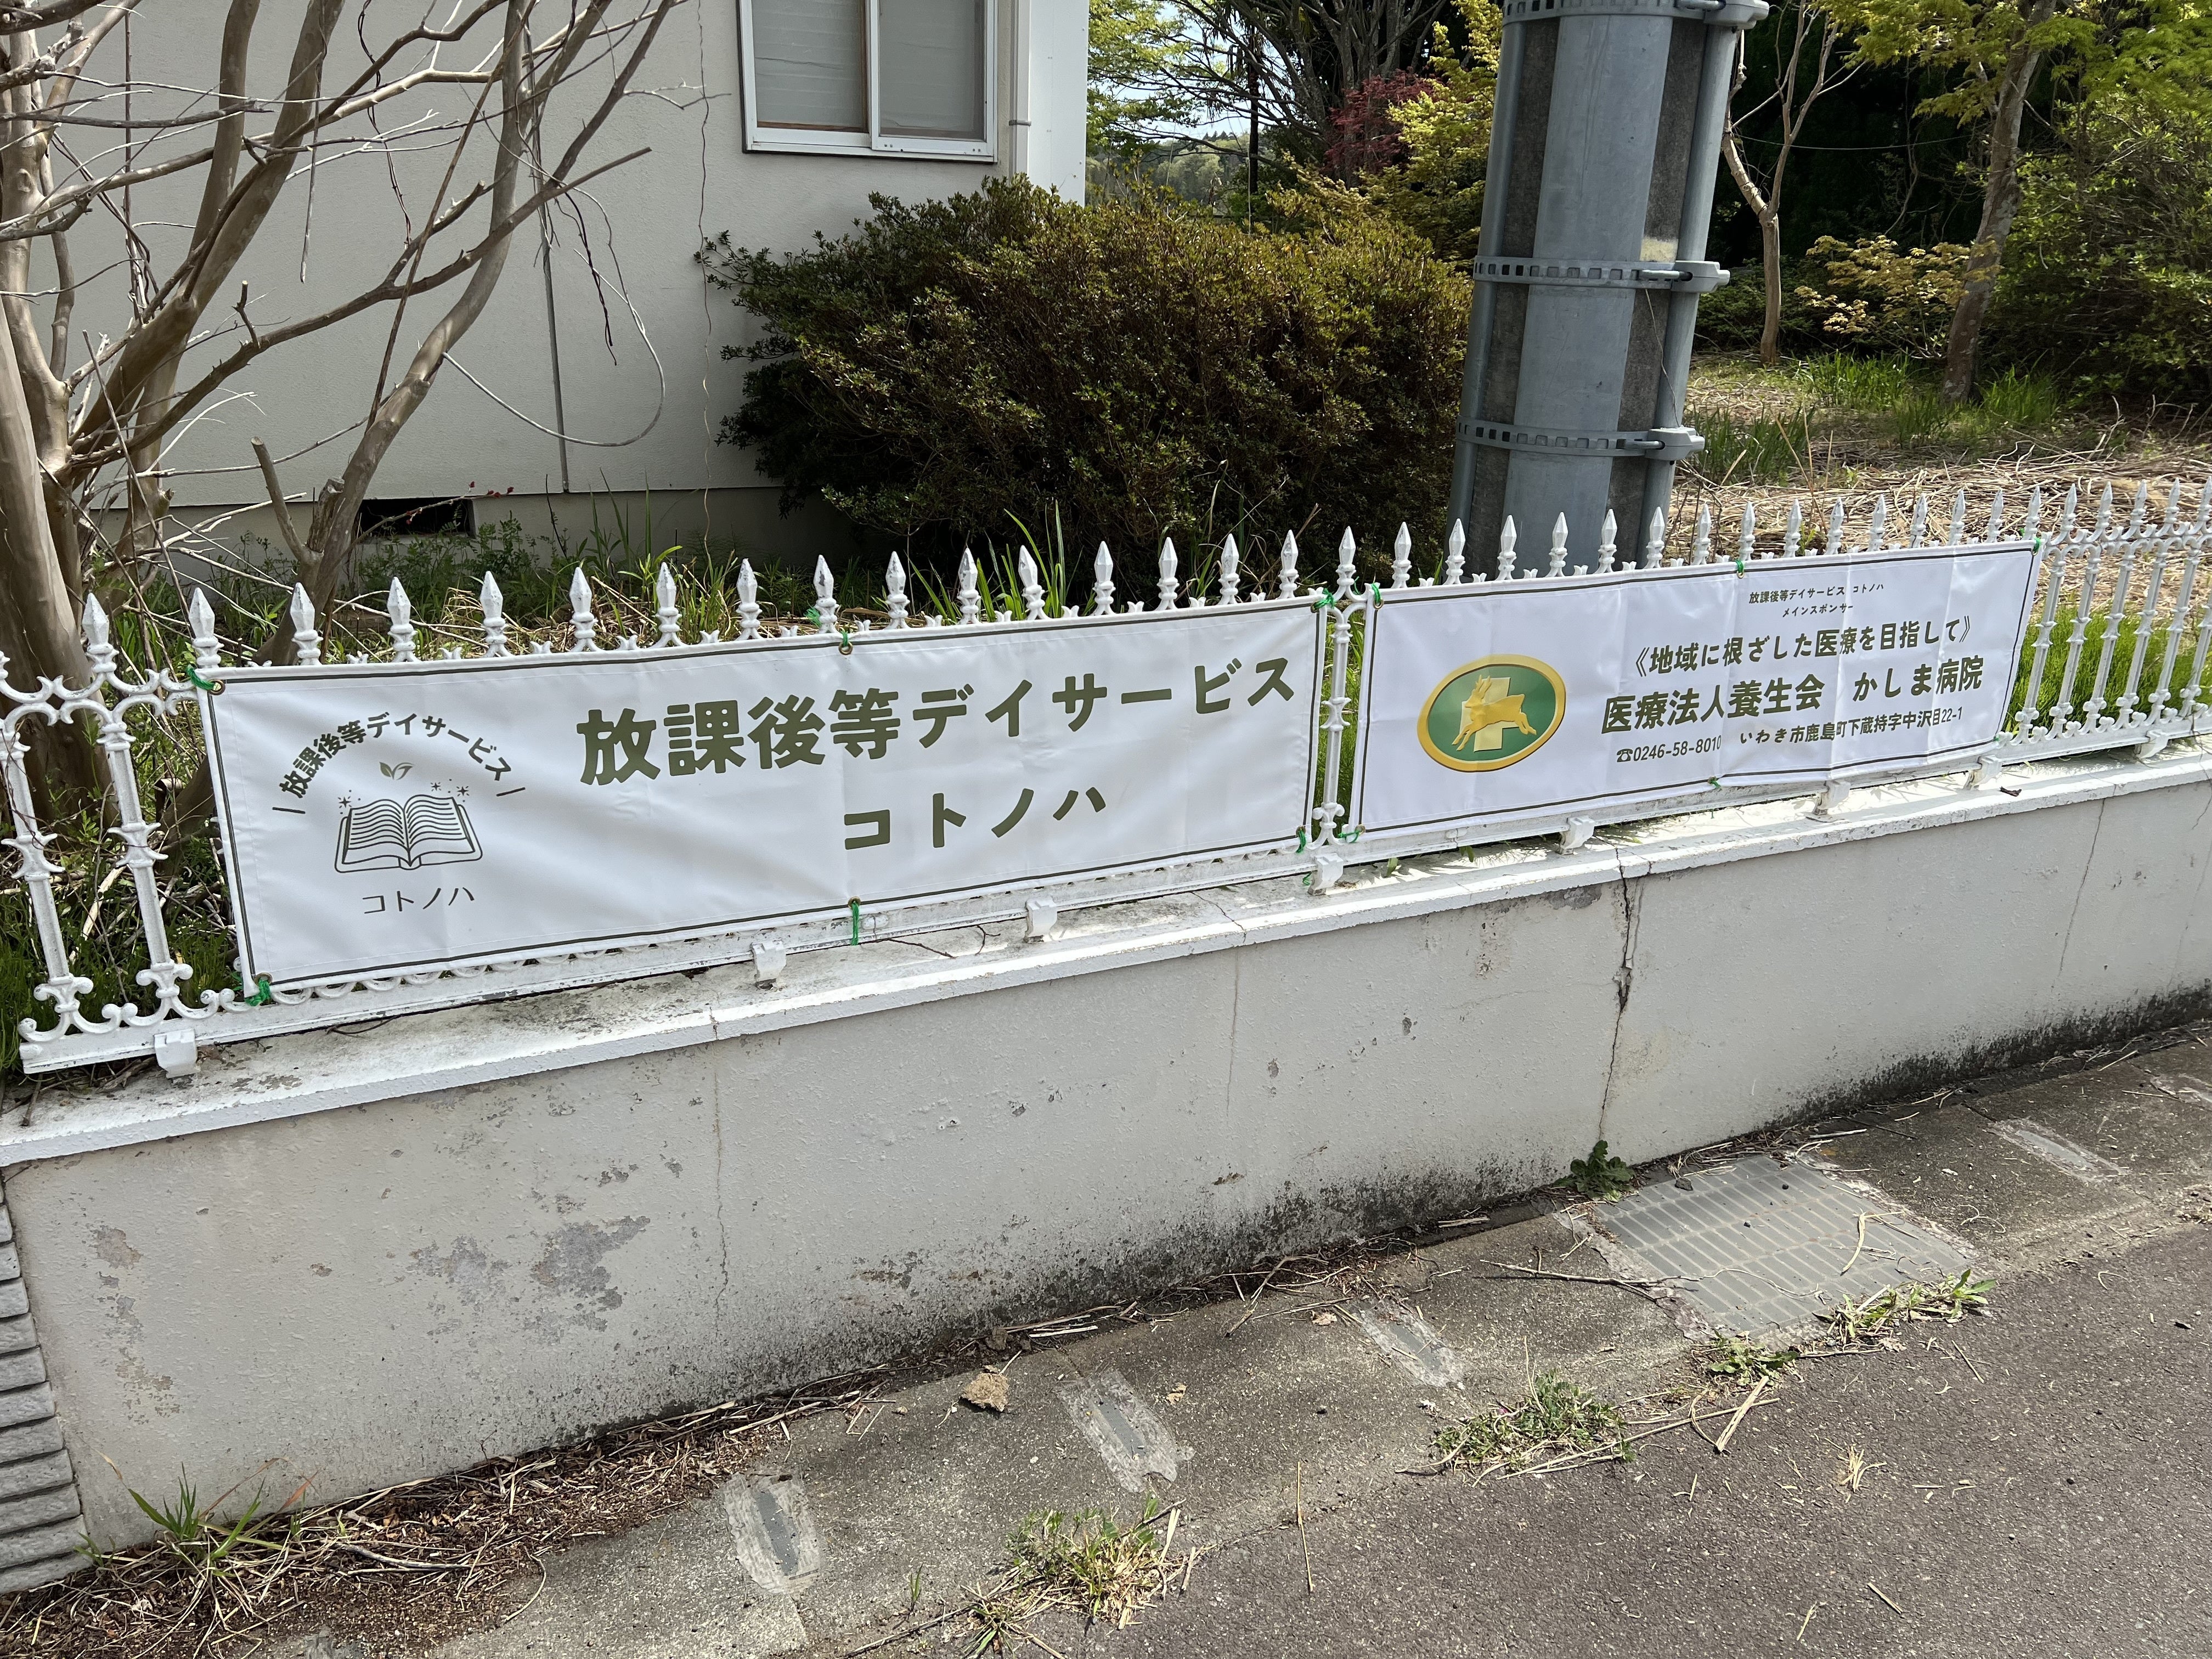 放課後等デイサービス
コトノハ
放課後等デイサービス
コトノハ
放課後等デイサービス コトノハ
メインスポンサー
《地域に根ざした医療を目指して》
医療法人養生会 かしま病院
☎0246-58-8010 いわき市鹿島町下蔵持字中沢目22-1